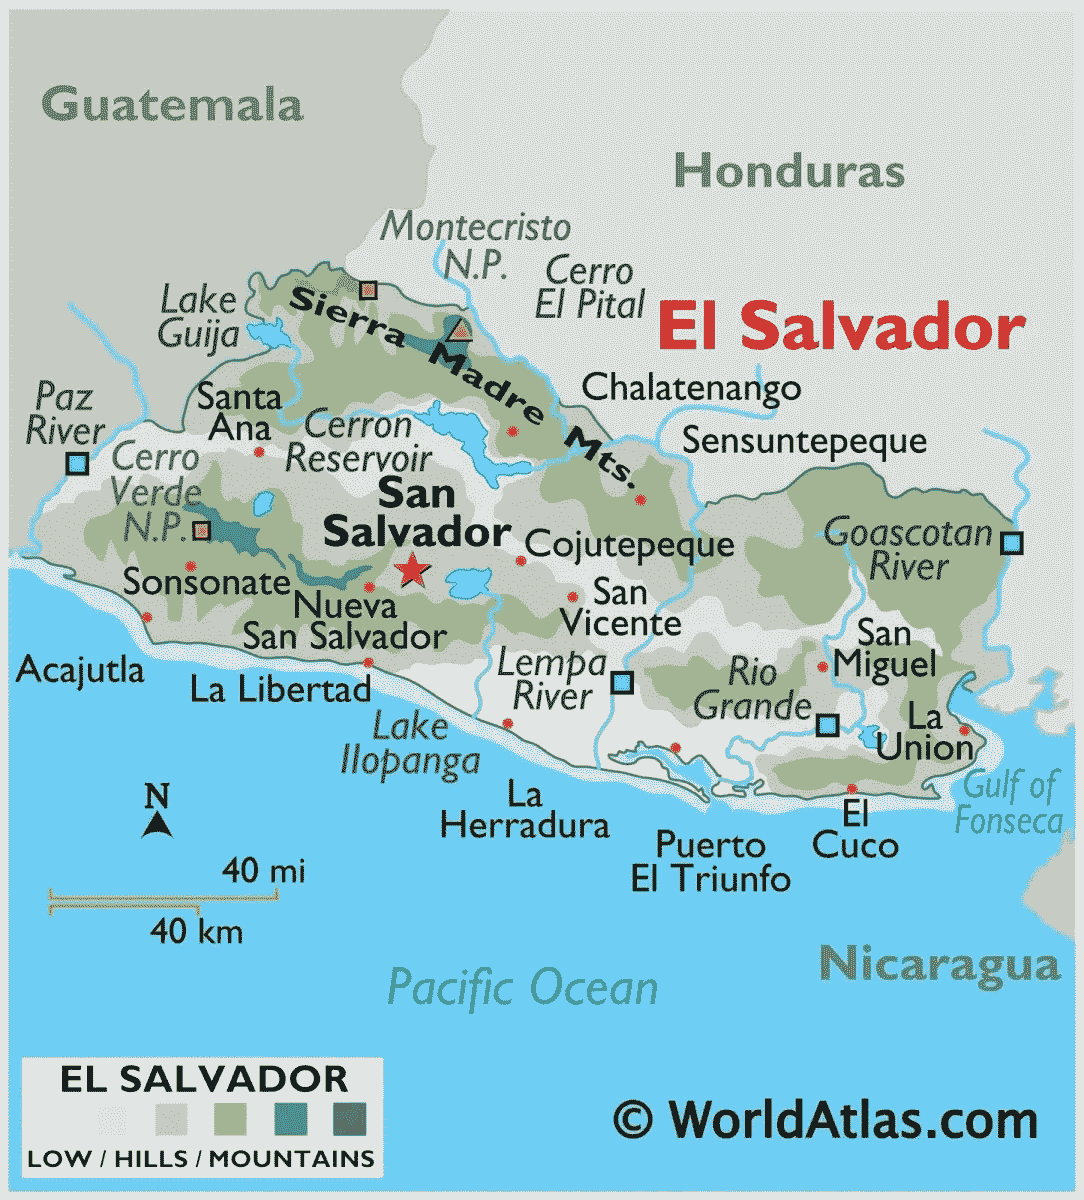 Guatemala
Honduras
Montecristo
N.P.
Cerro
El Pital
Lake
Guija
Sierra Madre Mts.
El Salvador
Chalatenango
Paz
River
Santa
Ana
Cerron
Reservoir
Sensuntepeque
Cerro
Verde
N.P.
San
Salvador
Cojutepeque
Goascotan
River
Sonsonate
Nueva
San Salvador
San
Vicente
San
Miguel
Acajutla
La Libertad
Lempa
River
Rio
Grande
La
Union
Lake
Ilopanga
Gulf of
Fonseca
N
La
Herradura
El
Cuco
Puerto
El Triunfo
40 mi
40 km
Nicaragua
Pacific Ocean
EL SALVADOR
LOW / HILLS / MOUNTAINS
© WorldAtlas.com